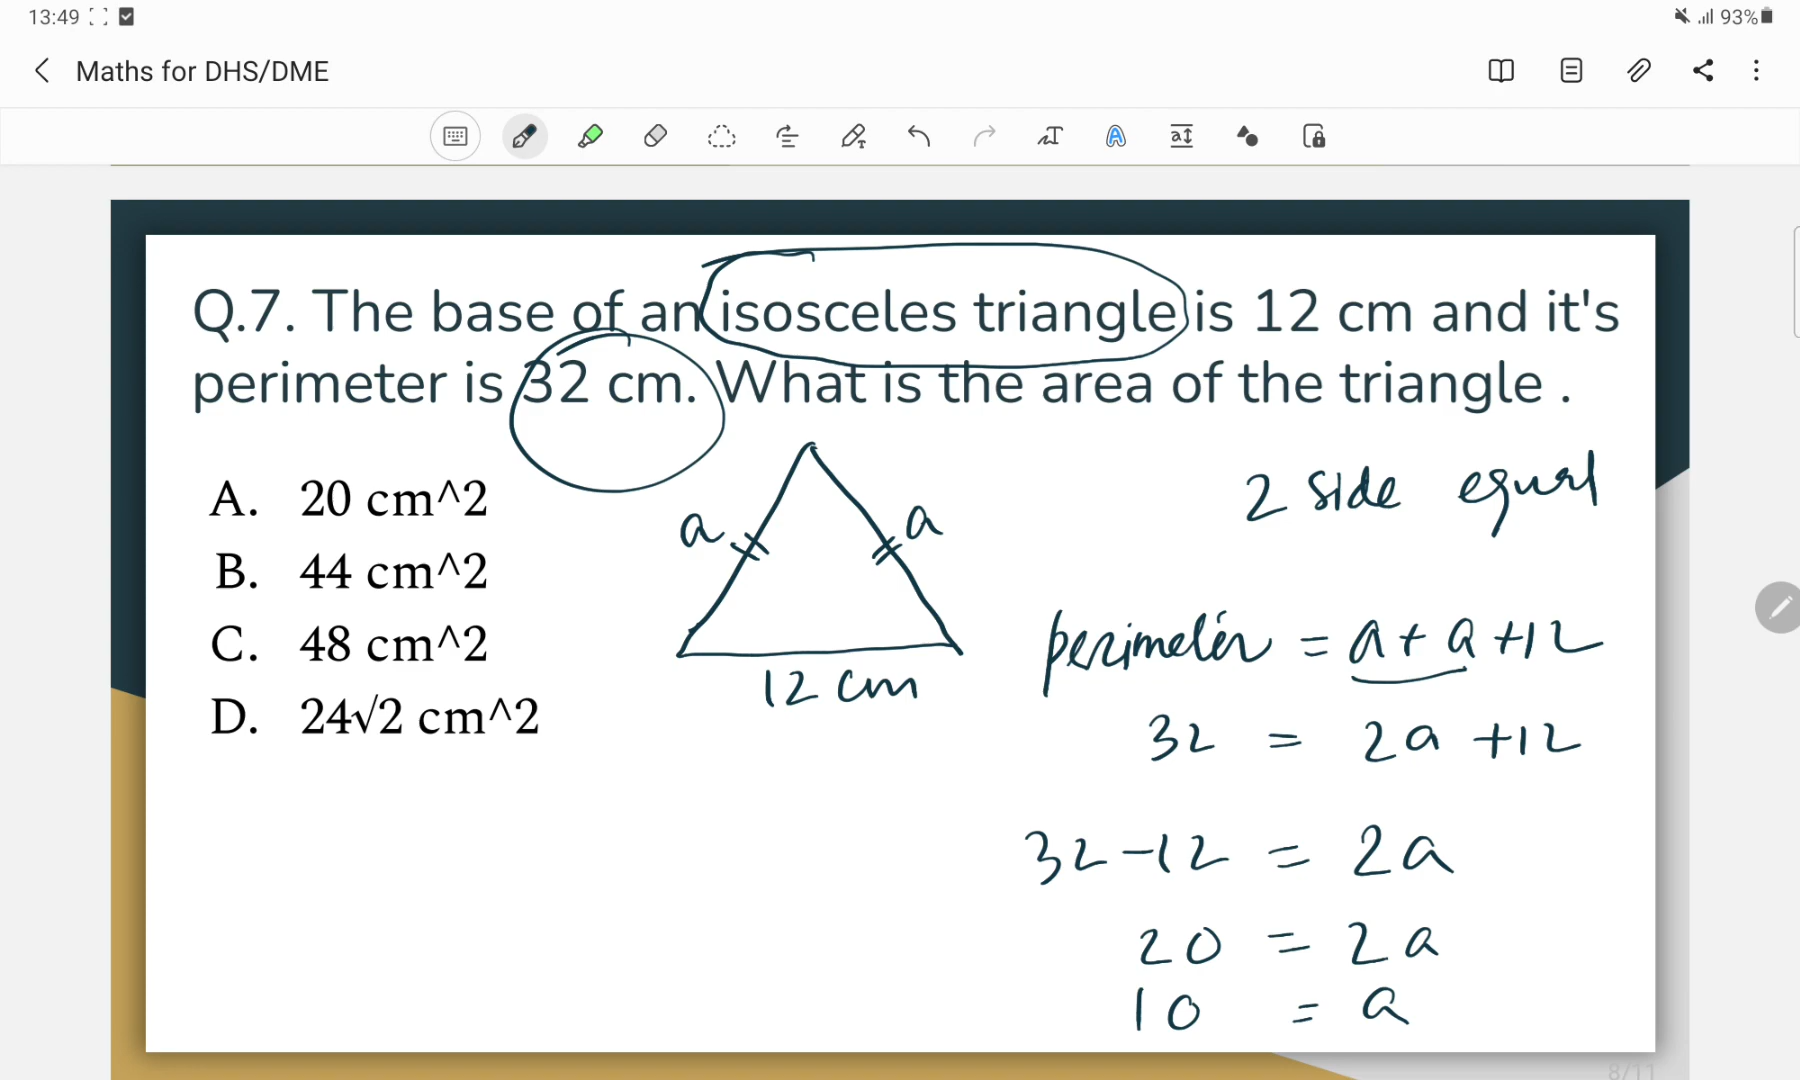 13:49
93%
Maths for DHS/DME
Q.7. The base of an isosceles triangle is 12 cm and it's
perimeter is 32 cm. What is the area of the triangle .
A. 20 cm^2
B. 44 cm^2
C. 48 cm^2
D. 24√2 cm^2
a
a
12 cm
2 side equal
perimeter = a + a + 12
32 = 2a + 12
32 - 12 = 2a
20 = 2a
10 = a
8/11